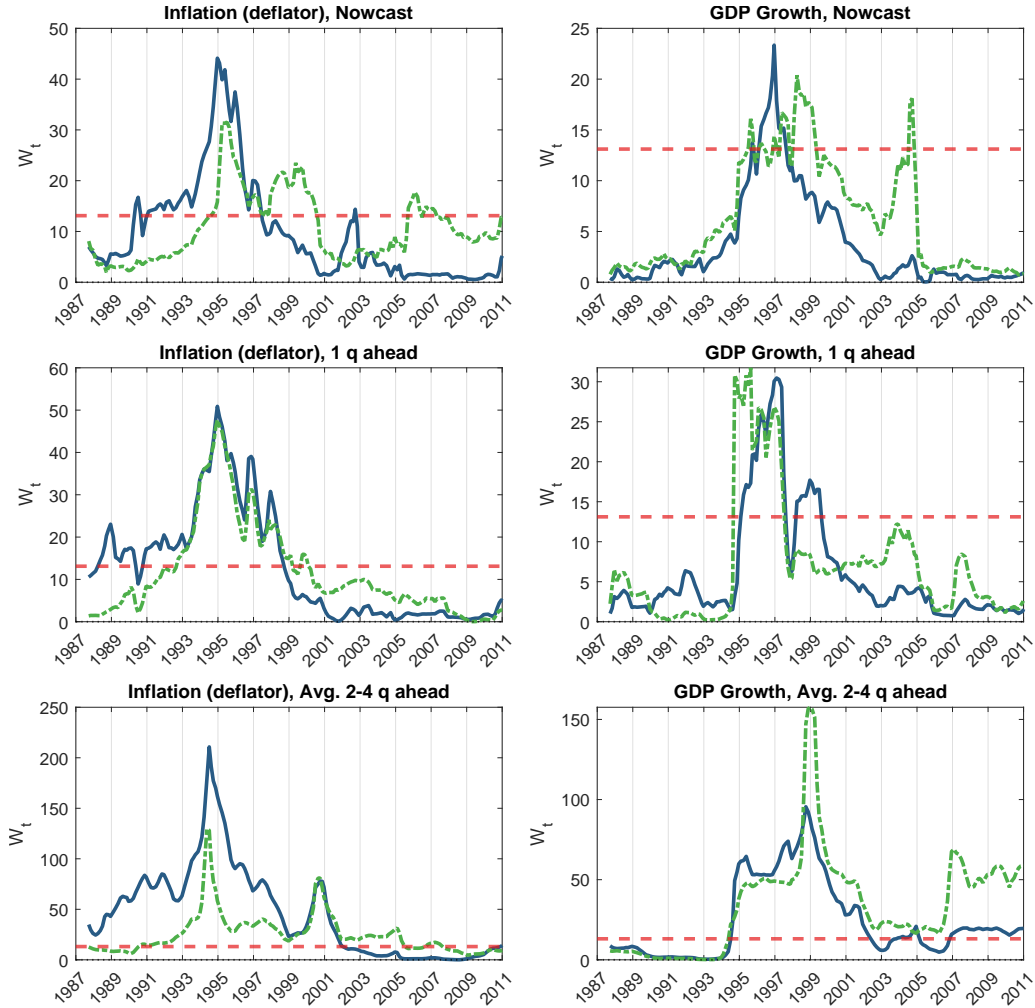 Inflation (deflator), Nowcast
50
40
30
20
10
0
W_t
1987 1989 1991 1993 1995 1997 1999 2001 2003 2005 2007 2009 2011
GDP Growth, Nowcast
25
20
15
10
5
0
W_t
1987 1989 1991 1993 1995 1997 1999 2001 2003 2005 2007 2009 2011
Inflation (deflator), 1 q ahead
60
50
40
30
20
10
0
W_t
1987 1989 1991 1993 1995 1997 1999 2001 2003 2005 2007 2009 2011
GDP Growth, 1 q ahead
30
25
20
15
10
5
0
W_t
1987 1989 1991 1993 1995 1997 1999 2001 2003 2005 2007 2009 2011
Inflation (deflator), Avg. 2-4 q ahead
250
200
150
100
50
0
W_t
1987 1989 1991 1993 1995 1997 1999 2001 2003 2005 2007 2009 2011
GDP Growth, Avg. 2-4 q ahead
150
100
50
0
W_t
1987 1989 1991 1993 1995 1997 1999 2001 2003 2005 2007 2009 2011